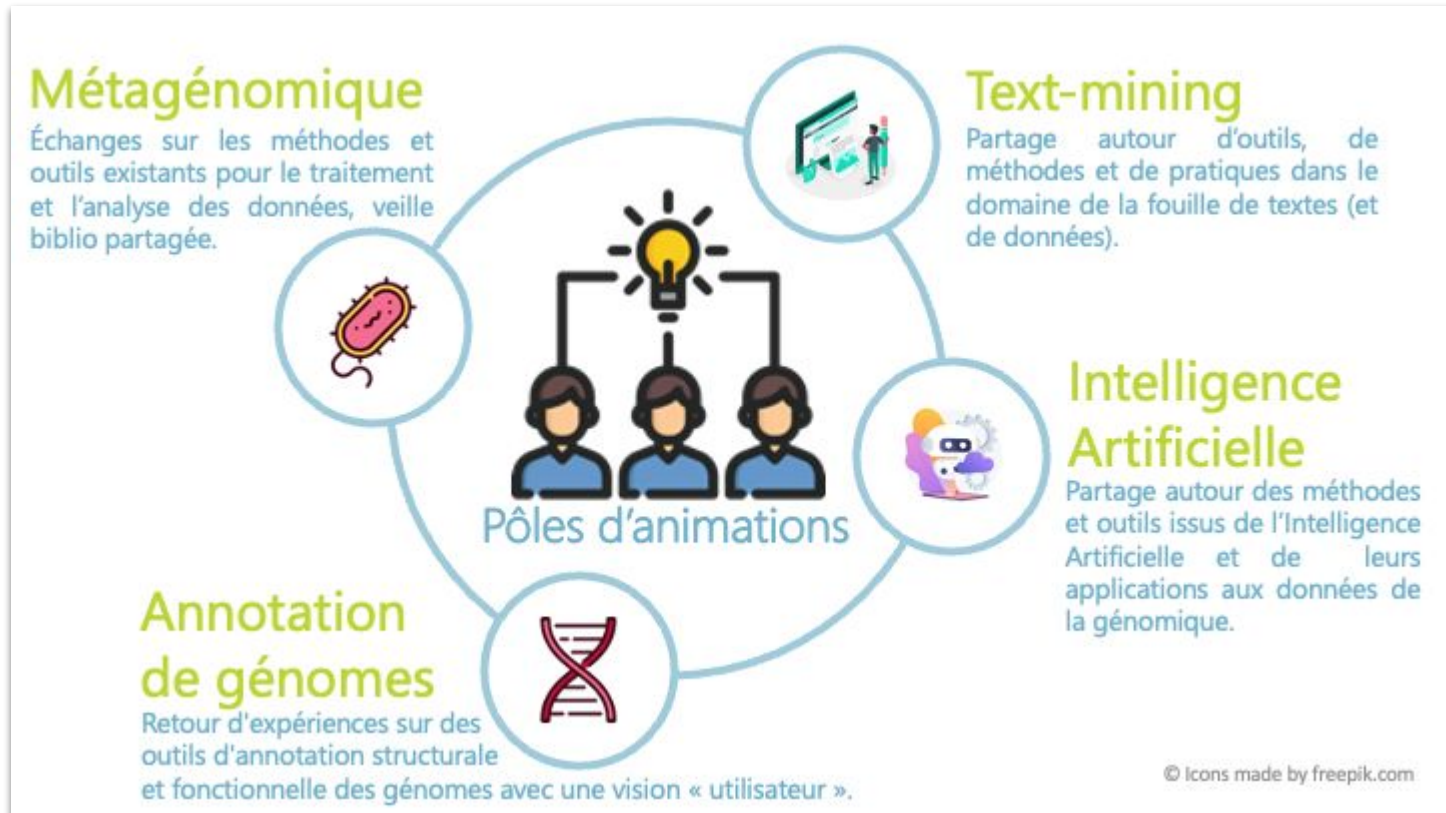 Métagénomique
Échanges sur les méthodes et
outils existants pour le traitement
et l'analyse des données, veille
biblio partagée.
Text-mining
Partage autour d'outils, de
méthodes et de pratiques dans le
domaine de la fouille de textes (et
de données).
Intelligence
Artificielle
Partage autour des méthodes
et outils issus de l'Intelligence
Artificielle et de leurs
applications aux données de
la génomique.
Pôles d'animations
Annotation
de génomes
Retour d'expériences sur des
outils d'annotation structurale
et fonctionnelle des génomes avec une vision « utilisateur ».
© Icons made by freepik.com